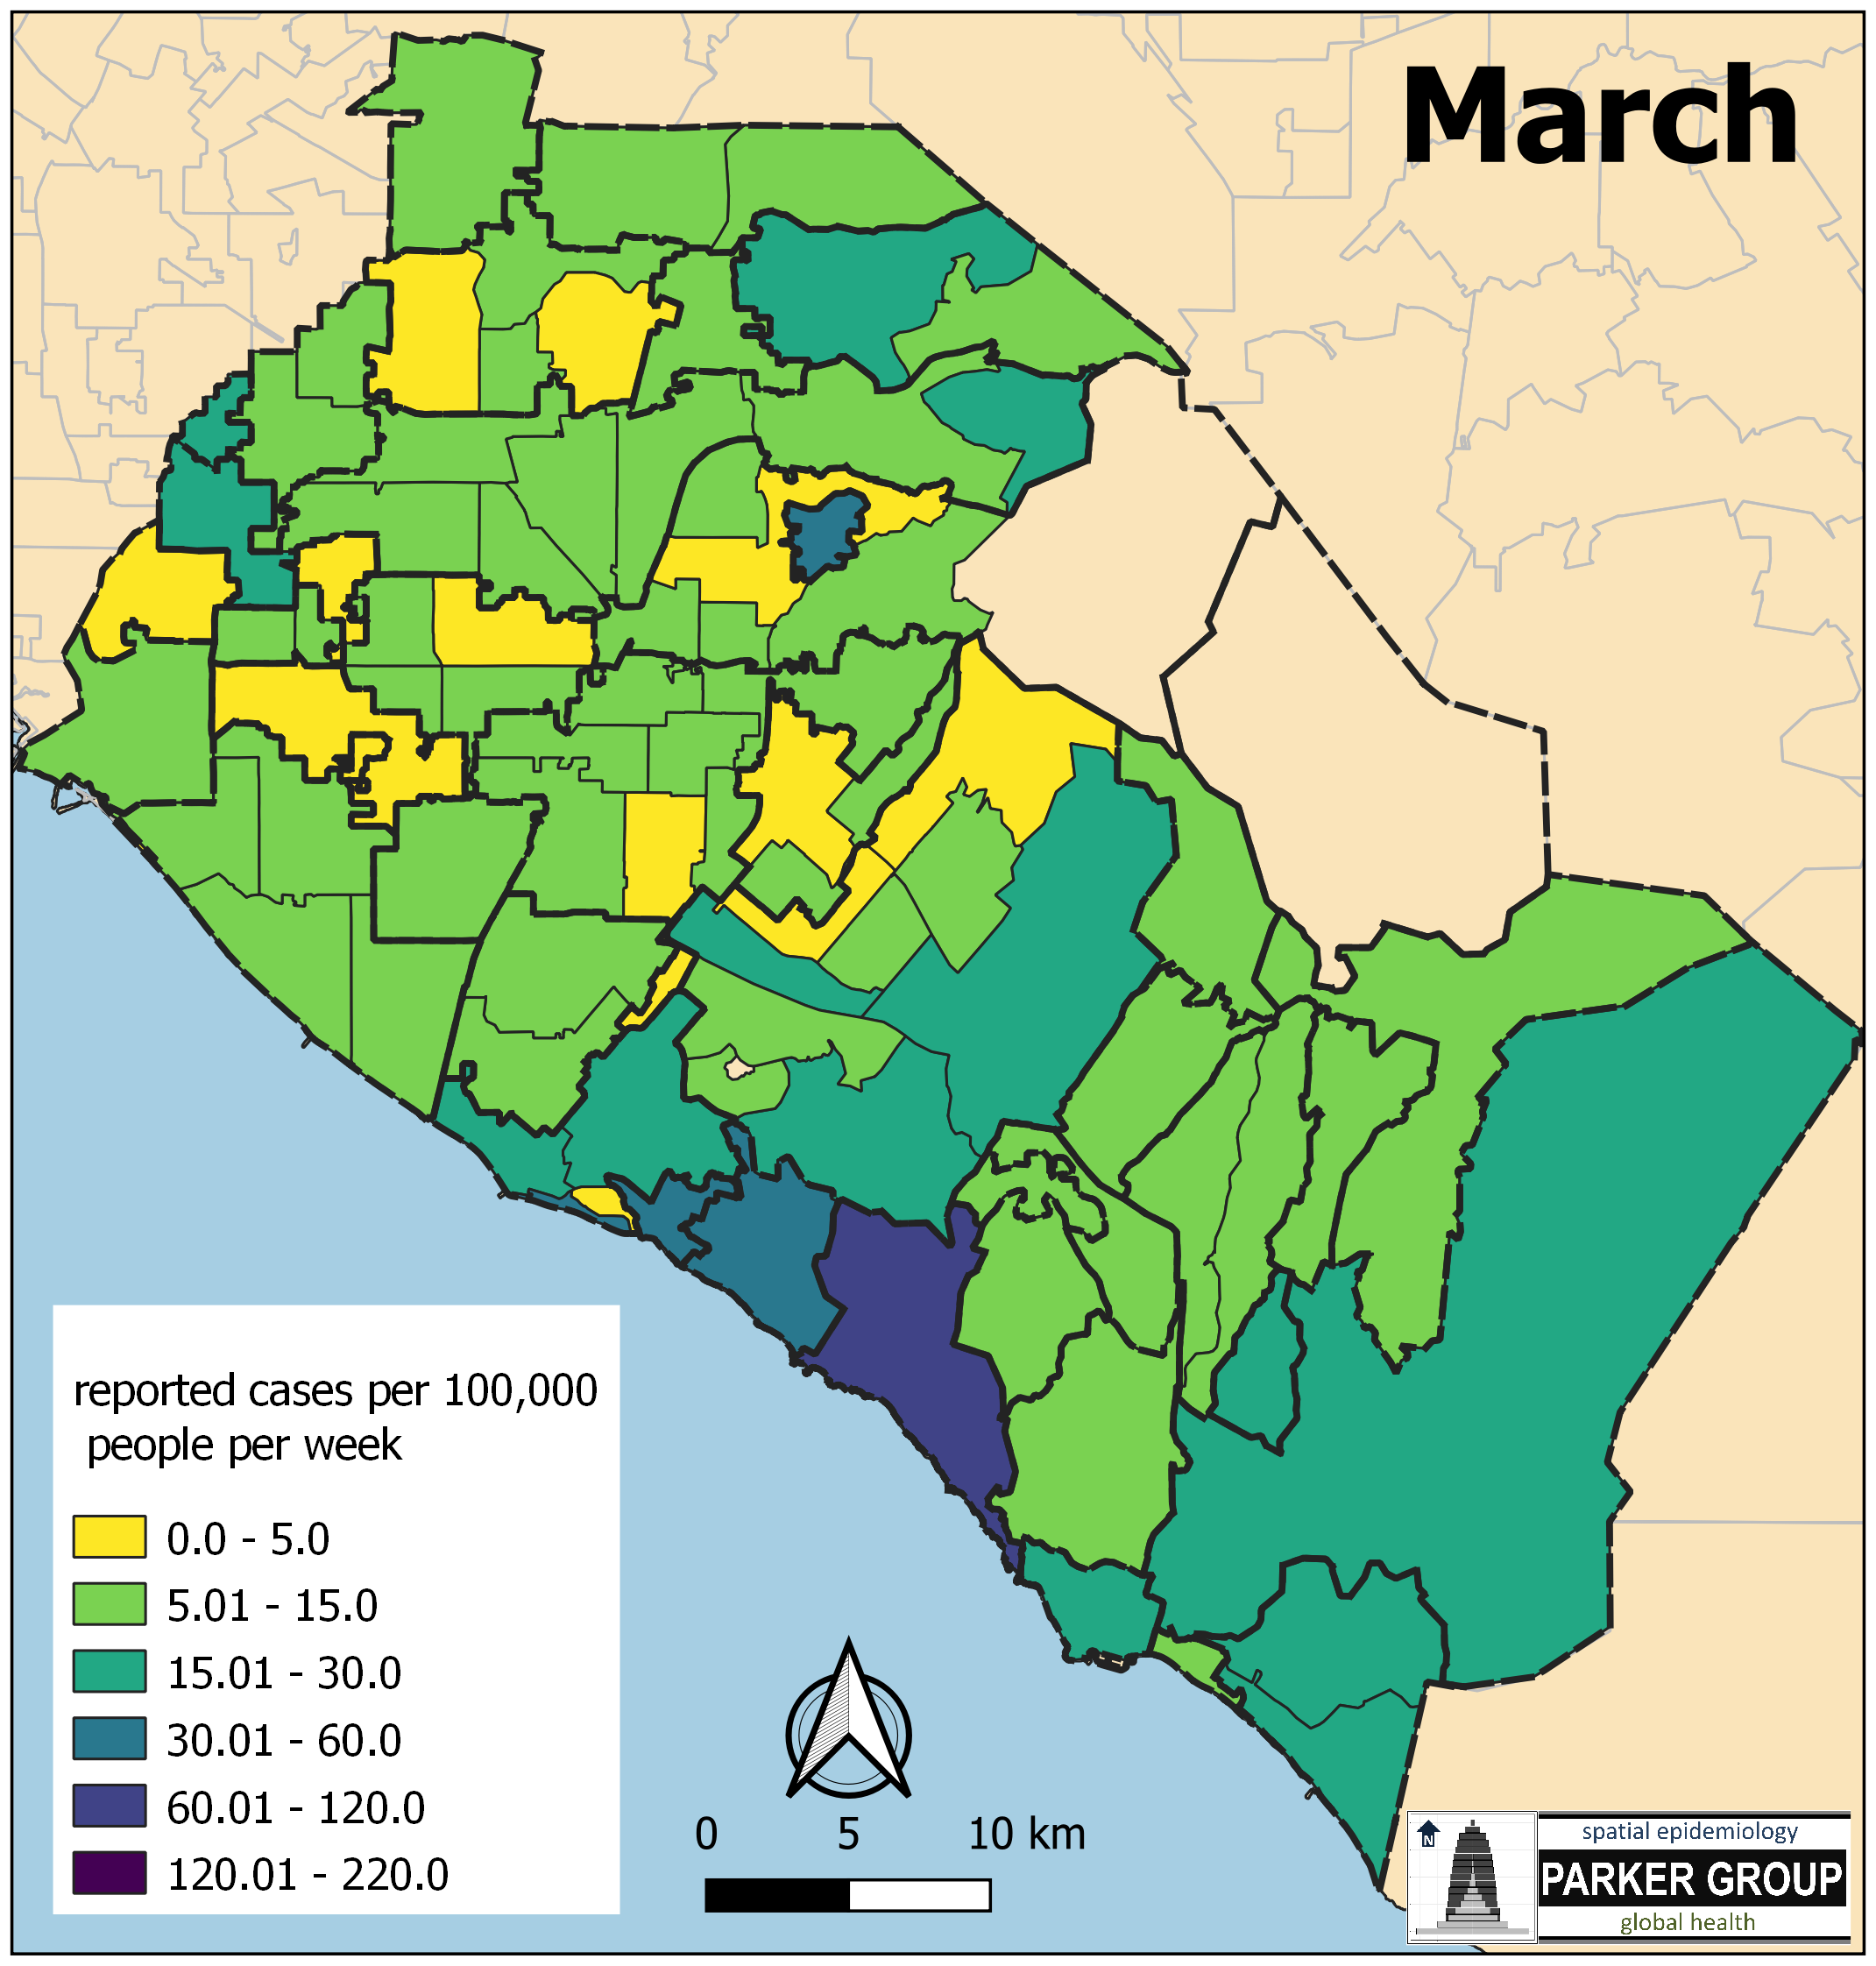 March
reported cases per 100,000
people per week
0.0 - 5.0
5.01 - 15.0
15.01 - 30.0
30.01 - 60.0
60.01 - 120.0
120.01 - 220.0
0 5 10 km
N
spatial epidemiology
PARKER GROUP
global health